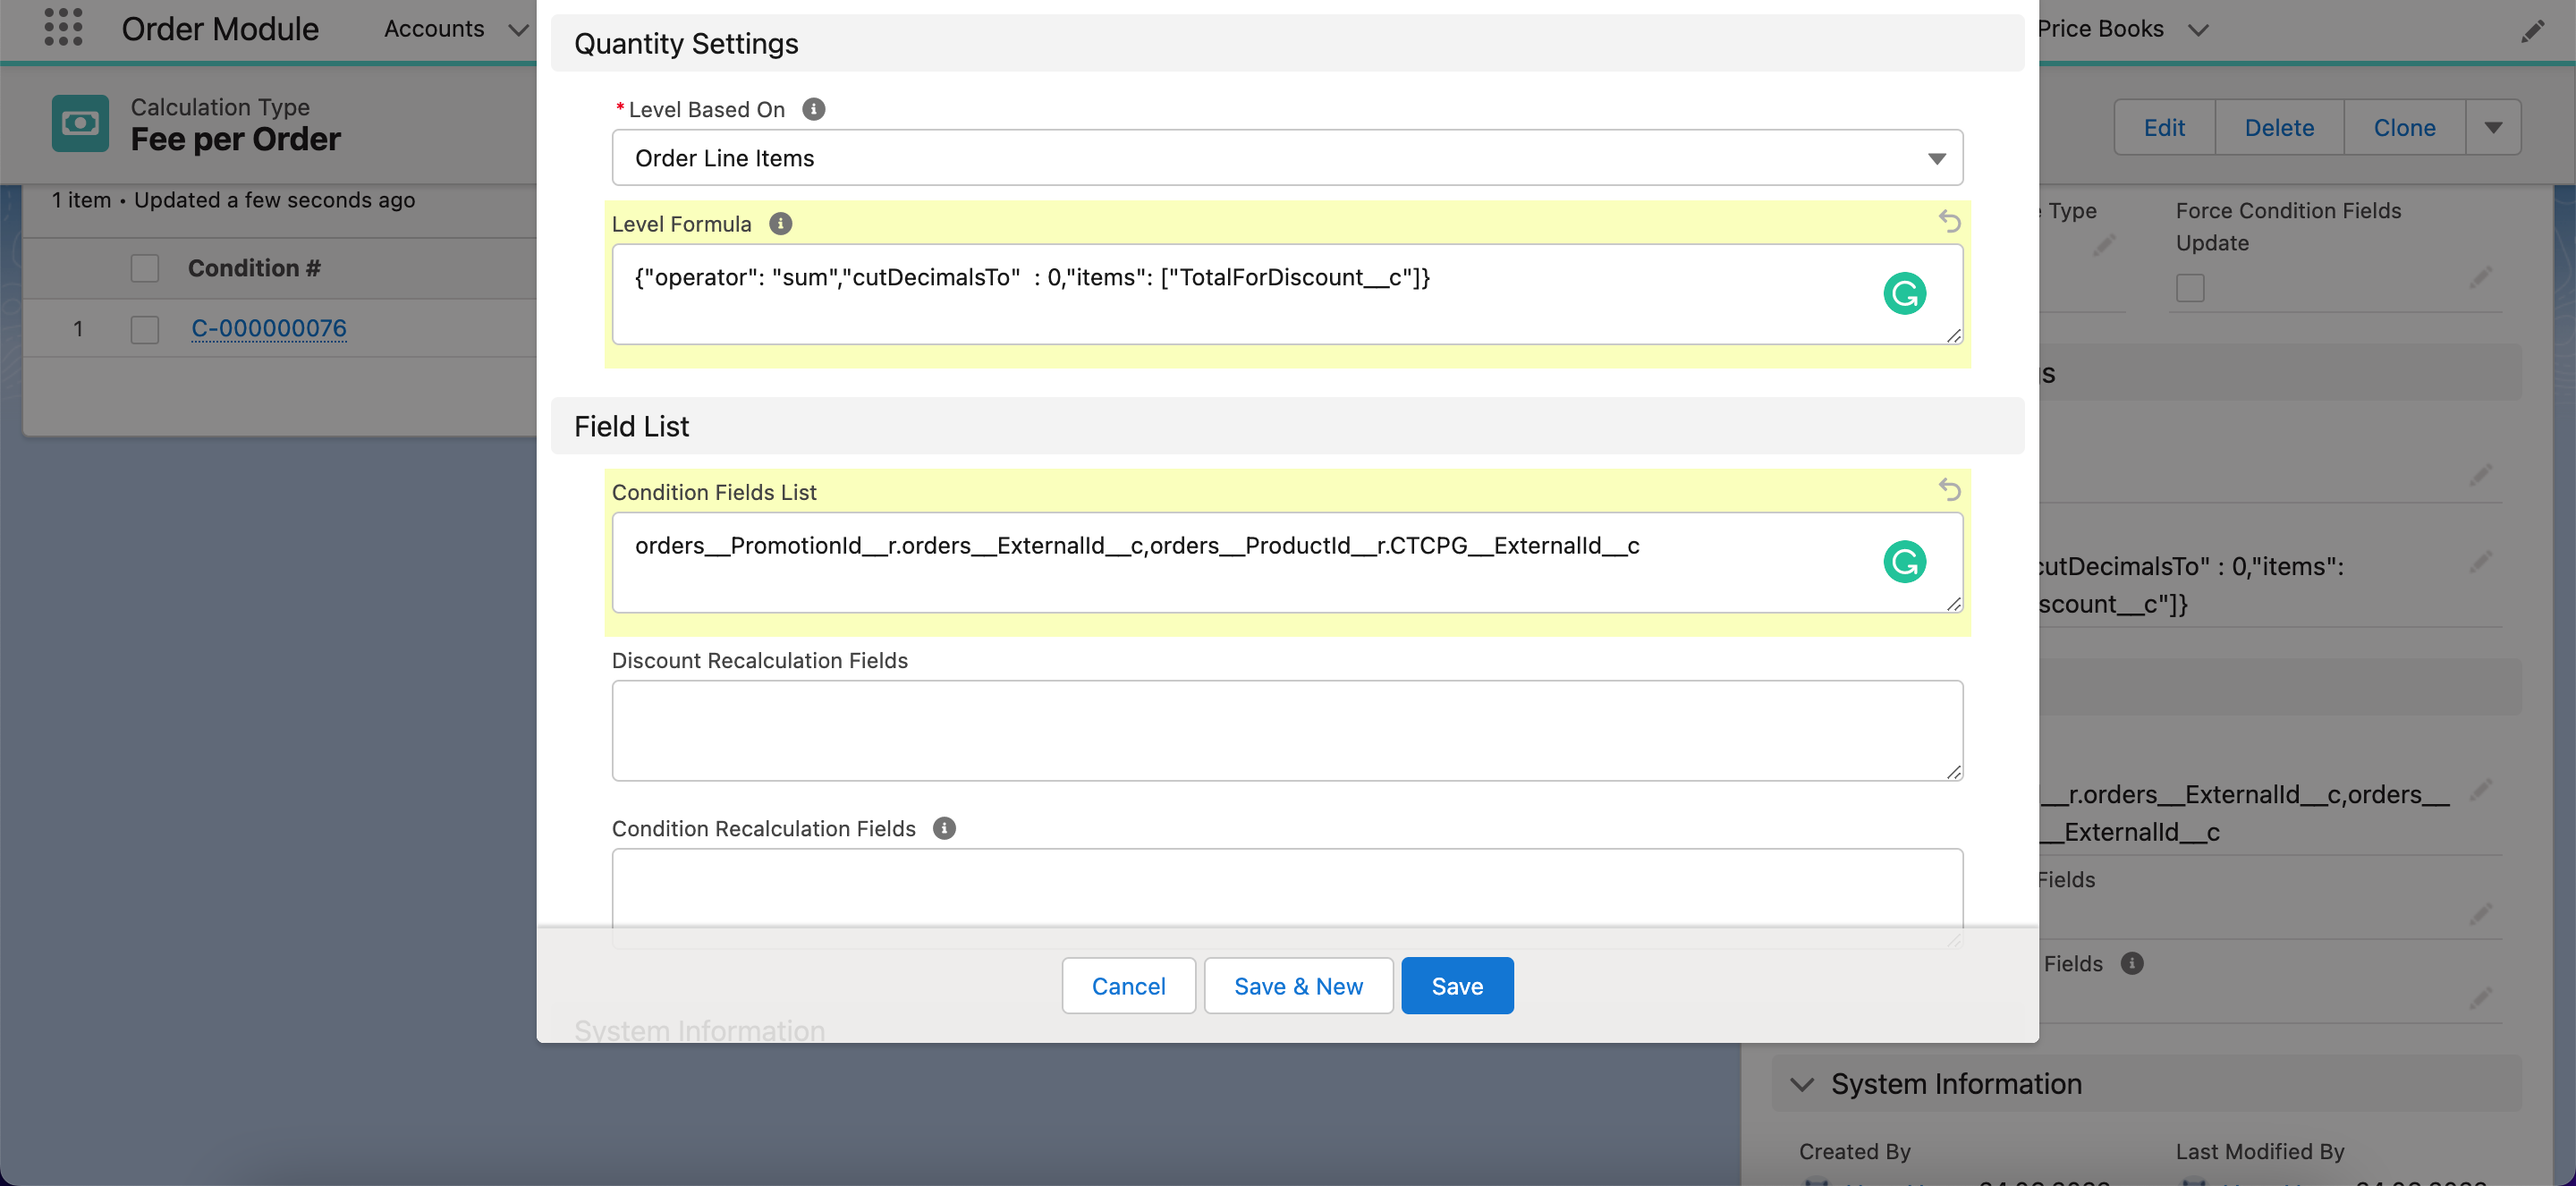 Order Module
Accounts
Price Books
Calculation Type
Fee per Order
Edit
Delete
Clone
1 item • Updated a few seconds ago
Condition #
1
C-000000076
Quantity Settings
*Level Based On
Order Line Items
Level Formula
{"operator": "sum","cutDecimalsTo"  : 0,"items": ["TotalForDiscount__c"]}
Field List
Condition Fields List
orders__PromotionId__r.orders__ExternalId__c,orders__ProductId__r.CTCPG__ExternalId__c
Discount Recalculation Fields
Condition Recalculation Fields
Cancel
Save & New
Save
System Information
Type
Force Condition Fields
Update
cutDecimalsTo" : 0,"items":
scount__c"]}
__r.orders__ExternalId__c,orders__
__ExternalId__c
Fields
Fields
System Information
Created By
Last Modified By